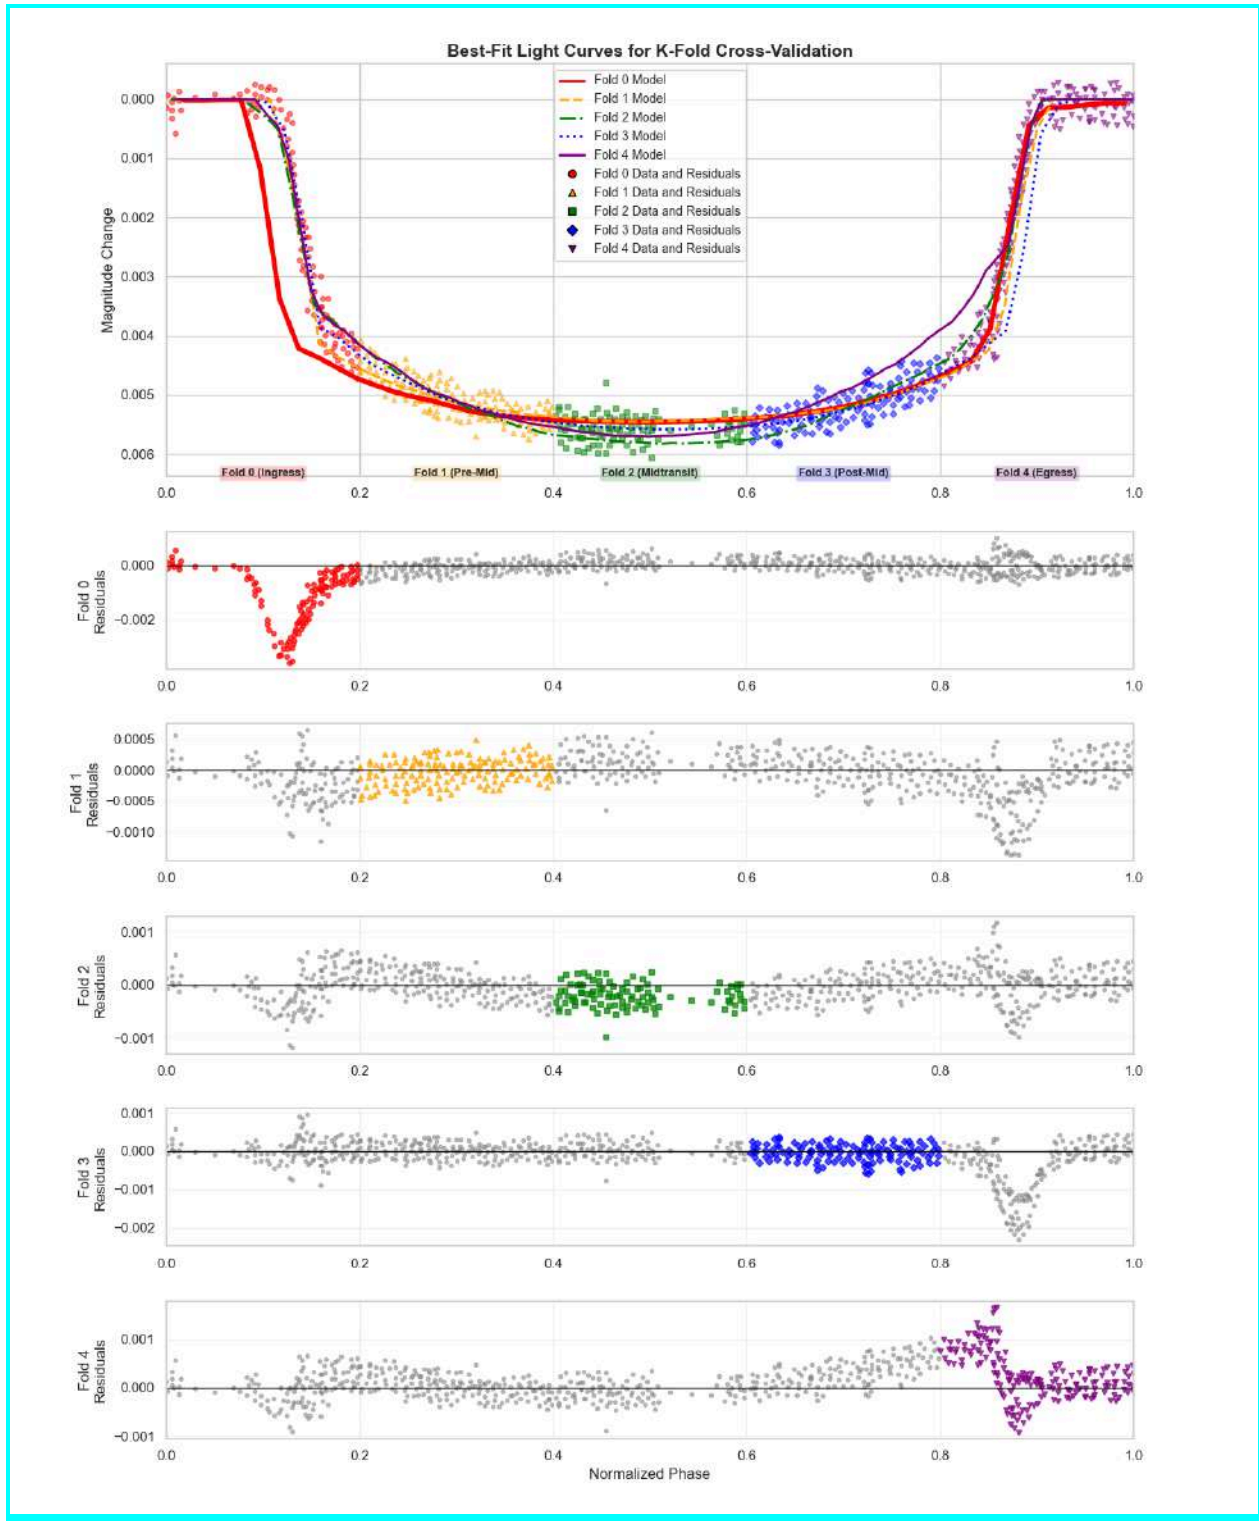 Best-Fit Light Curves for K-Fold Cross-Validation
Magnitude Change
0.000
0.001
0.002
0.003
0.004
0.005
0.006
Fold 0 Model
Fold 1 Model
Fold 2 Model
Fold 3 Model
Fold 4 Model
Fold 0 Data and Residuals
Fold 1 Data and Residuals
Fold 2 Data and Residuals
Fold 3 Data and Residuals
Fold 4 Data and Residuals
Fold 0 (Ingress)
Fold 1 (Pre-Mid)
Fold 2 (Midtransit)
Fold 3 (Post-Mid)
Fold 4 (Egress)
0.0 0.2 0.4 0.6 0.8 1.0
Fold 0
Residuals
0.000
−0.002
0.0 0.2 0.4 0.6 0.8 1.0
Fold 1
Residuals
0.0005
0.0000
−0.0005
−0.0010
0.0 0.2 0.4 0.6 0.8 1.0
Fold 2
Residuals
0.001
0.000
−0.001
0.0 0.2 0.4 0.6 0.8 1.0
Fold 3
Residuals
0.001
0.000
−0.001
−0.002
0.0 0.2 0.4 0.6 0.8 1.0
Fold 4
Residuals
0.001
0.000
−0.001
0.0 0.2 0.4 0.6 0.8 1.0
Normalized Phase